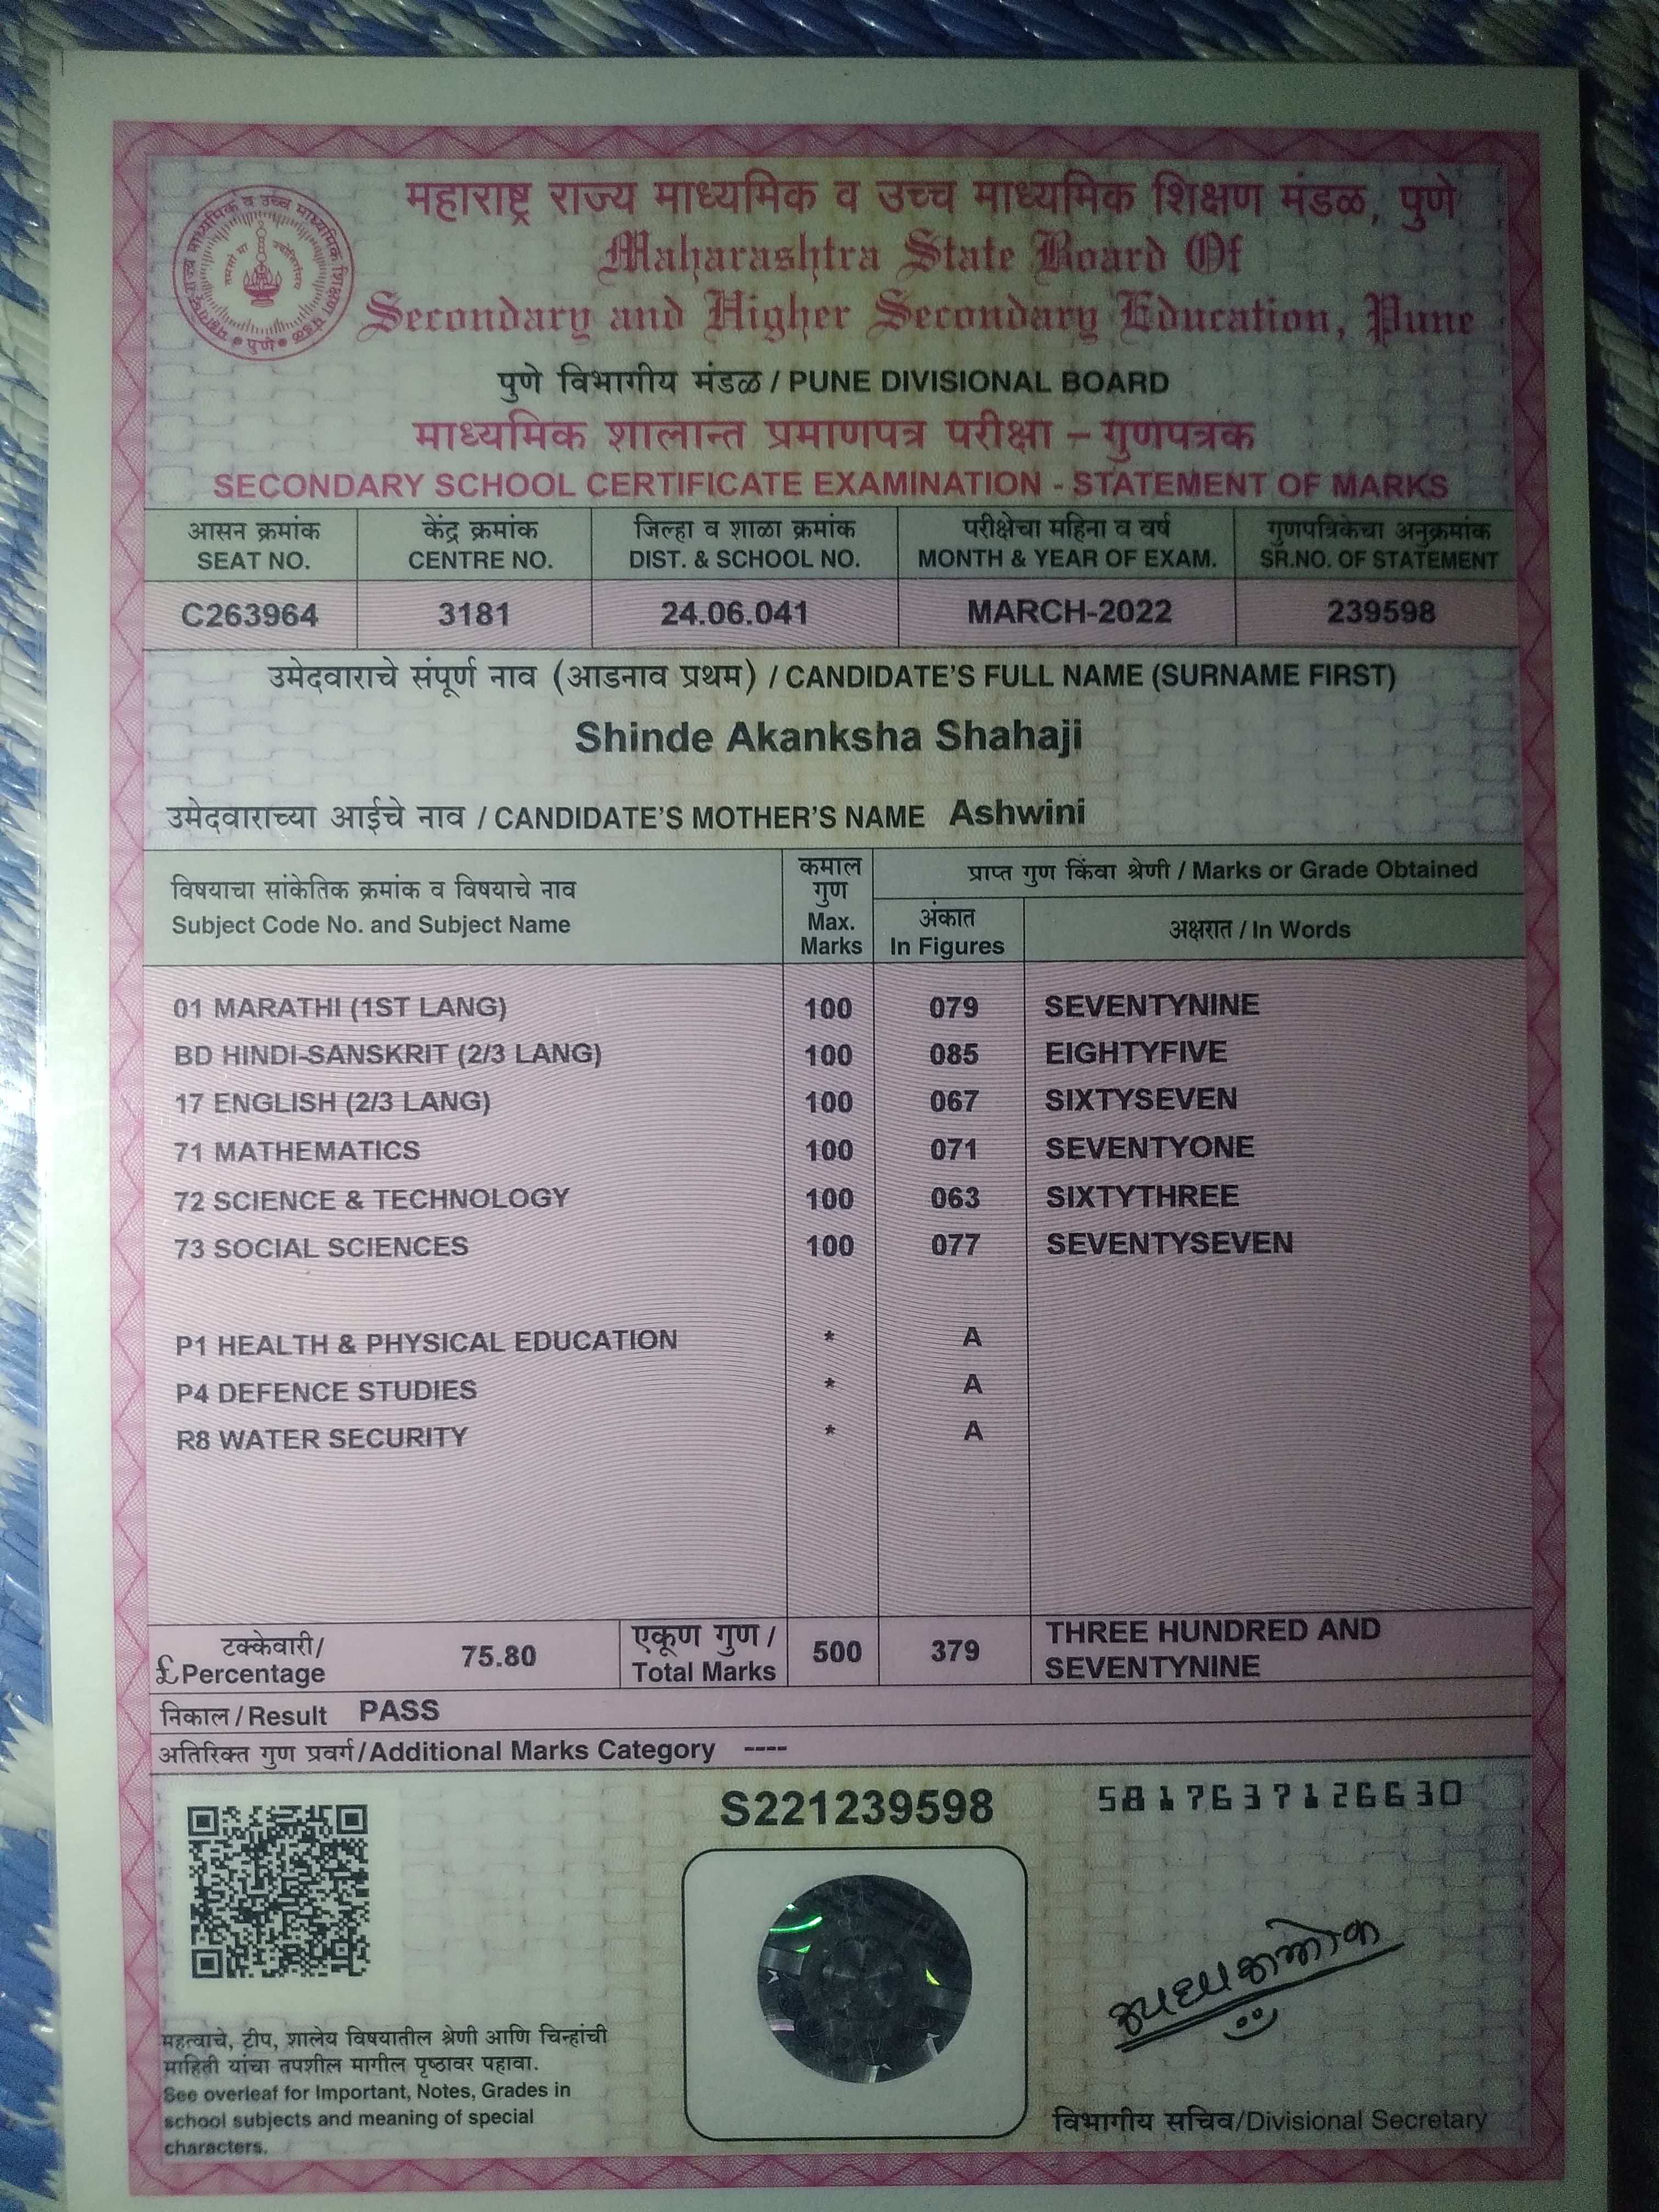 महाराष्ट्र राज्य माध्यमिक व उच्च माध्यमिक शिक्षण मंडळ, पुणे
Maharashtra State Board Of
Secondary and Higher Secondary Education, Pune
पुणे विभागीय मंडळ / PUNE DIVISIONAL BOARD
माध्यमिक शालान्त प्रमाणपत्र परीक्षा – गुणपत्रक
SECONDARY SCHOOL CERTIFICATE EXAMINATION - STATEMENT OF MARKS
आसन क्रमांक केंद्र क्रमांक जिल्हा व शाळा क्रमांक परीक्षेचा महिना व वर्ष गुणपत्रिकेचा अनुक्रमांक
SEAT NO. CENTRE NO. DIST. & SCHOOL NO. MONTH & YEAR OF EXAM. SR.NO. OF STATEMENT
C263964 3181 24.06.041 MARCH-2022 239598
उमेदवाराचे संपूर्ण नाव (आडनाव प्रथम) / CANDIDATE'S FULL NAME (SURNAME FIRST)
Shinde Akanksha Shahaji
उमेदवाराच्या आईचे नाव / CANDIDATE'S MOTHER'S NAME Ashwini
विषयाचा सांकेतिक क्रमांक व विषयाचे नाव
Subject Code No. and Subject Name
कमाल
गुण
Max.
Marks
प्राप्त गुण किंवा श्रेणी / Marks or Grade Obtained
अंकात
In Figures
अक्षरात / In Words
01 MARATHI (1ST LANG) 100 079 SEVENTYNINE
BD HINDI-SANSKRIT (2/3 LANG) 100 085 EIGHTYFIVE
17 ENGLISH (2/3 LANG) 100 067 SIXTYSEVEN
71 MATHEMATICS 100 071 SEVENTYONE
72 SCIENCE & TECHNOLOGY 100 063 SIXTYTHREE
73 SOCIAL SCIENCES 100 077 SEVENTYSEVEN
P1 HEALTH & PHYSICAL EDUCATION * A
P4 DEFENCE STUDIES * A
R8 WATER SECURITY * A
टक्केवारी/
£Percentage
75.80
एकूण गुण /
Total Marks
500 379
THREE HUNDRED AND
SEVENTYNINE
निकाल/Result PASS
अतिरिक्त गुण प्रवर्ग/Additional Marks Category ----
S221239598
5817637126630
महत्वाचे, टीप, शालेय विषयातील श्रेणी आणि चिन्हांची
माहिती यांचा तपशील मागील पृष्ठावर पहावा.
See overleaf for Important, Notes, Grades in
school subjects and meaning of special
characters.
विभागीय सचिव/Divisional Secretary